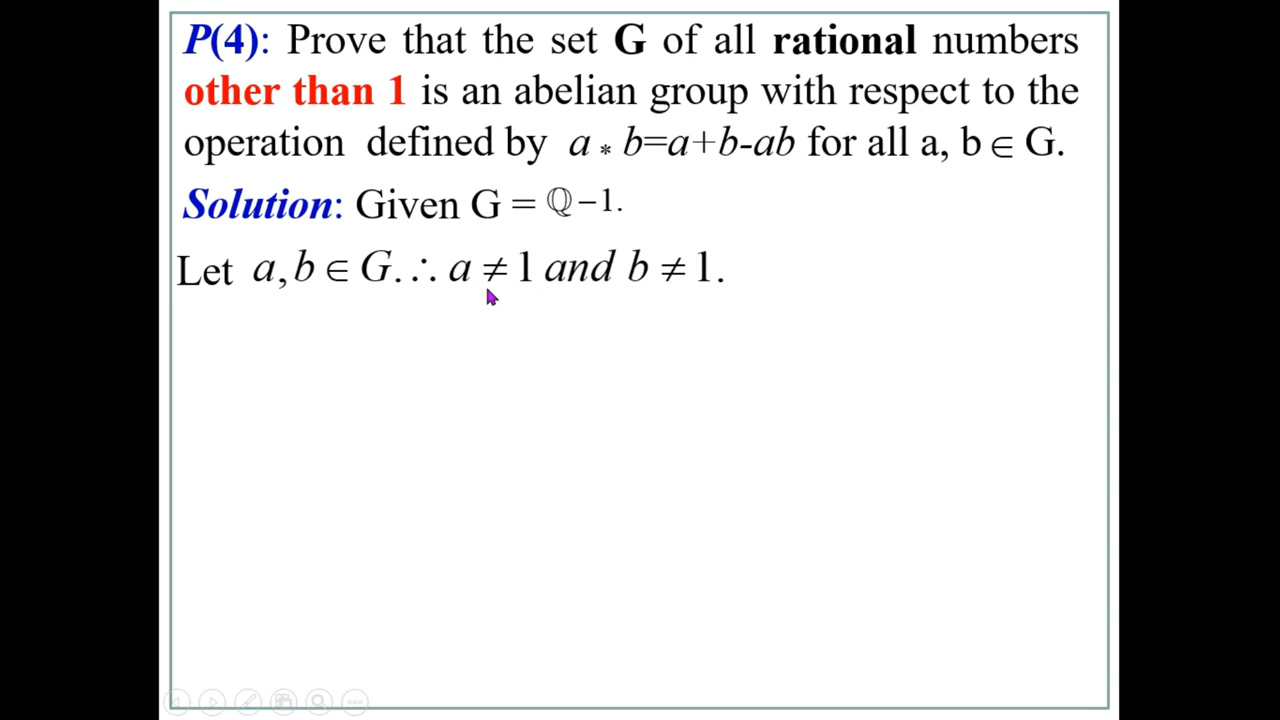 P(4): Prove that the set G of all rational numbers
other than 1 is an abelian group with respect to the
operation defined by a * b=a+b-ab for all a, b ∈ G.
Solution: Given G = ℚ −1.
Let a, b ∈ G. ∴ a ≠ 1 and b ≠ 1.